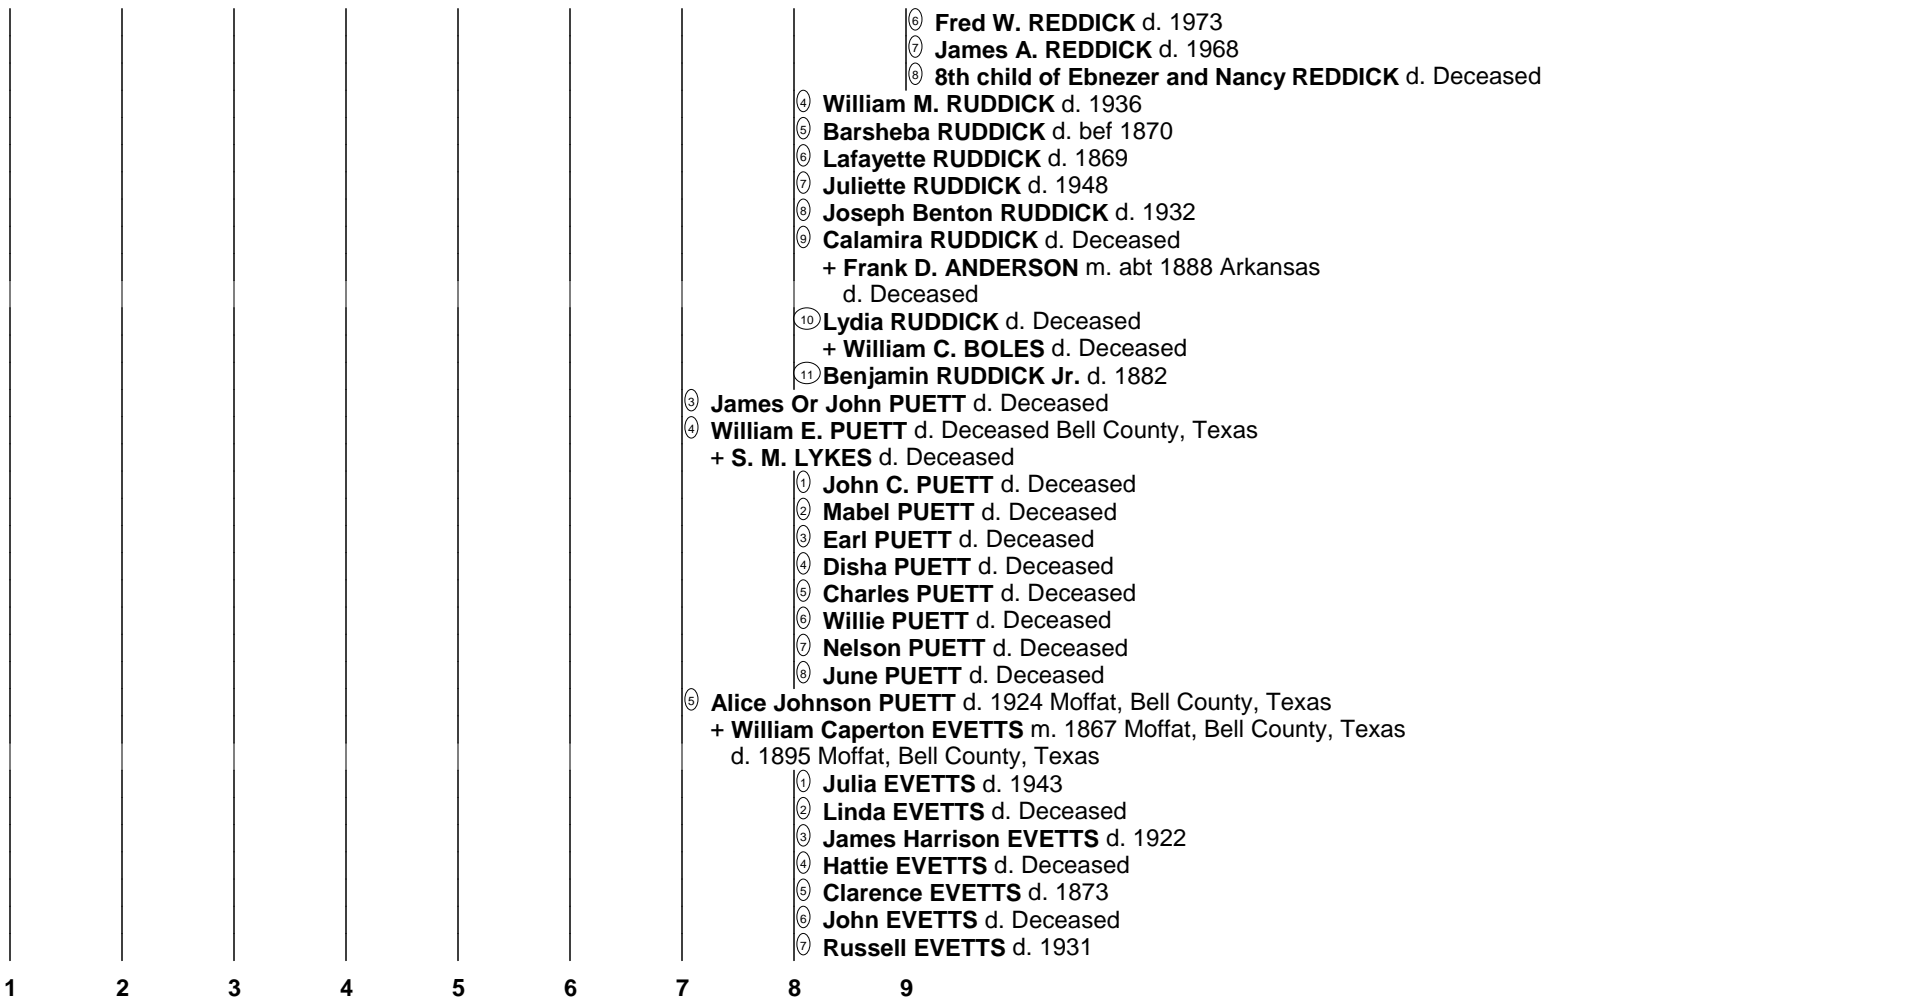 6 Fred W. REDDICK d. 1973
7 James A. REDDICK d. 1968
8 8th child of Ebnezer and Nancy REDDICK d. Deceased
4 William M. RUDDICK d. 1936
5 Barsheba RUDDICK d. bef 1870
6 Lafayette RUDDICK d. 1869
7 Juliette RUDDICK d. 1948
8 Joseph Benton RUDDICK d. 1932
9 Calamira RUDDICK d. Deceased
+ Frank D. ANDERSON m. abt 1888 Arkansas
d. Deceased
10 Lydia RUDDICK d. Deceased
+ William C. BOLES d. Deceased
11 Benjamin RUDDICK Jr. d. 1882
3 James Or John PUETT d. Deceased
4 William E. PUETT d. Deceased Bell County, Texas
+ S. M. LYKES d. Deceased
1 John C. PUETT d. Deceased
2 Mabel PUETT d. Deceased
3 Earl PUETT d. Deceased
4 Disha PUETT d. Deceased
5 Charles PUETT d. Deceased
6 Willie PUETT d. Deceased
7 Nelson PUETT d. Deceased
8 June PUETT d. Deceased
5 Alice Johnson PUETT d. 1924 Moffat, Bell County, Texas
+ William Caperton EVETTS m. 1867 Moffat, Bell County, Texas
d. 1895 Moffat, Bell County, Texas
1 Julia EVETTS d. 1943
2 Linda EVETTS d. Deceased
3 James Harrison EVETTS d. 1922
4 Hattie EVETTS d. Deceased
5 Clarence EVETTS d. 1873
6 John EVETTS d. Deceased
7 Russell EVETTS d. 1931
1 2 3 4 5 6 7 8 9